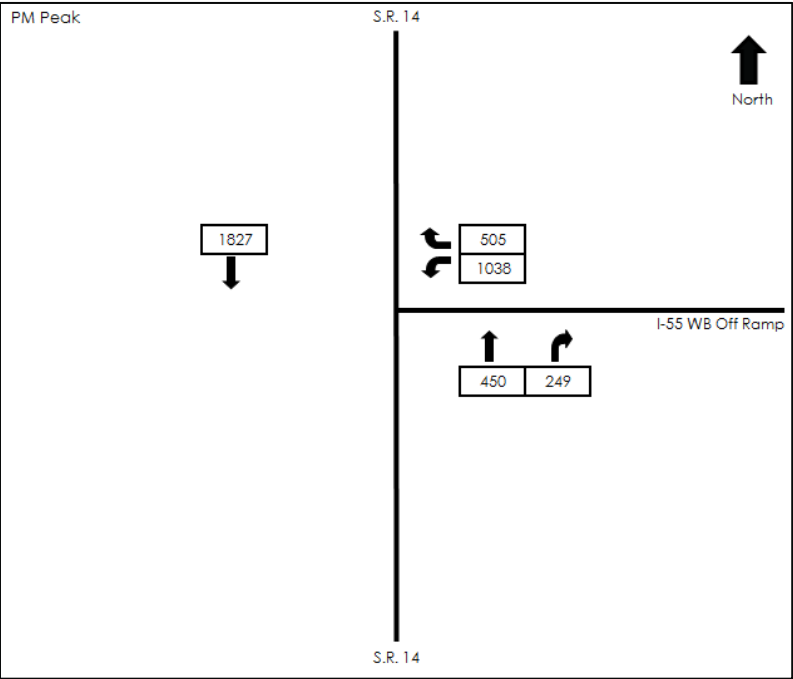 PM Peak
S.R. 14
North
1827
505
1038
I-55 WB Off Ramp
450 249
S.R. 14